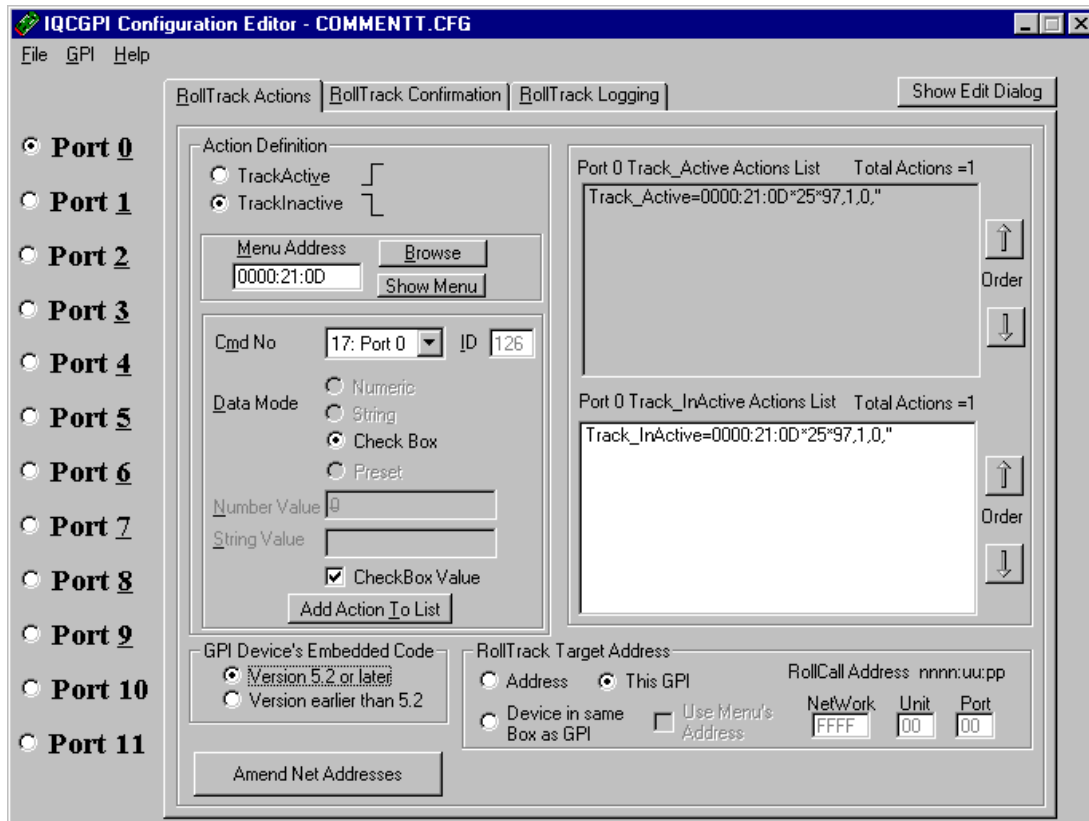 IQCGPI Configuration Editor - COMMENTT.CFG
File GPI Help
RollTrack Actions
RollTrack Confirmation
RollTrack Logging
Show Edit Dialog
Port 0
Port 1
Port 2
Port 3
Port 4
Port 5
Port 6
Port 7
Port 8
Port 9
Port 10
Port 11
Action Definition
TrackActive
TrackInactive
Menu Address
0000:21:0D
Browse
Show Menu
Cmd No
17: Port 0
ID
126
Data Mode
Numeric
String
Check Box
Preset
Number Value
0
String Value
CheckBox Value
Add Action To List
Port 0 Track_Active Actions List Total Actions =1
Track_Active=0000:21:0D*25*97,1,0,"
Order
Port 0 Track_InActive Actions List Total Actions =1
Track_InActive=0000:21:0D*25*97,1,0,"
Order
GPI Device's Embedded Code
Version 5.2 or later
Version earlier than 5.2
RollTrack Target Address
Address
This GPI
Device in same
Box as GPI
Use Menu's
Address
RollCall Address nnnn:uu:pp
NetWork
FFFF
Unit
00
Port
00
Amend Net Addresses